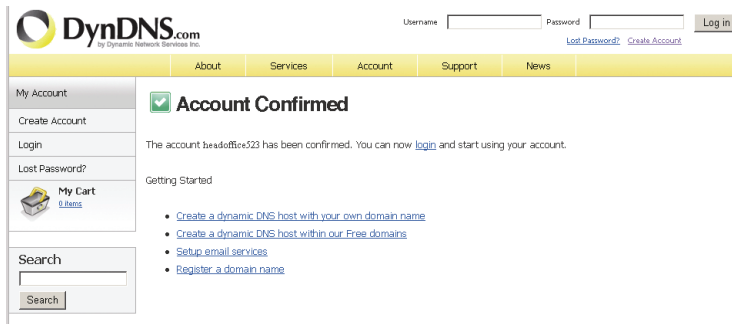 DynDNS.com
by Dynamic Network Services Inc.
Username
Password
Log in
Lost Password? Create Account
About Services Account Support News
My Account
Create Account
Login
Lost Password?
My Cart
0 items
Search
Search
Account Confirmed
The account headoffice523 has been confirmed. You can now login and start using your account.
Getting Started
• Create a dynamic DNS host with your own domain name
• Create a dynamic DNS host within our Free domains
• Setup email services
• Register a domain name